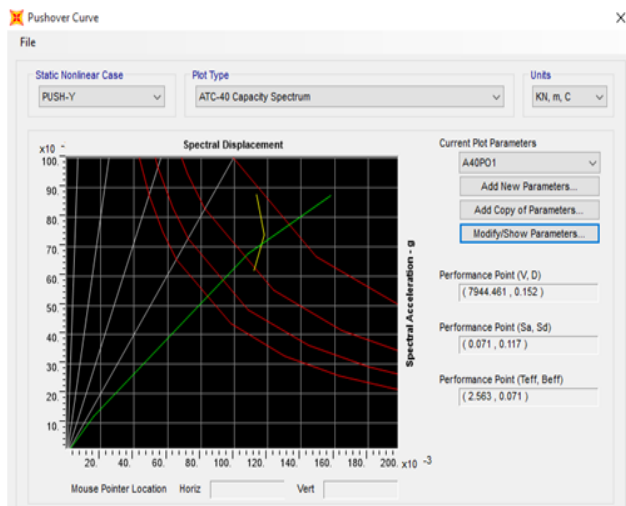 Pushover Curve
File
Static Nonlinear Case
PUSH-Y
Plot Type
ATC-40 Capacity Spectrum
Units
KN, m, C
Spectral Displacement
x10 -
100.
90.
80.
70.
60.
50.
40.
30.
20.
10.
20. 40. 60. 80. 100. 120. 140. 160. 180. 200. x10 -3
Spectral Acceleration - g
Mouse Pointer Location Horiz Vert
Current Plot Parameters
A40PO1
Add New Parameters...
Add Copy of Parameters...
Modify/Show Parameters...
Performance Point (V, D)
( 7944.461 , 0.152 )
Performance Point (Sa, Sd)
( 0.071 , 0.117 )
Performance Point (Teff, Beff)
( 2.563 , 0.071 )